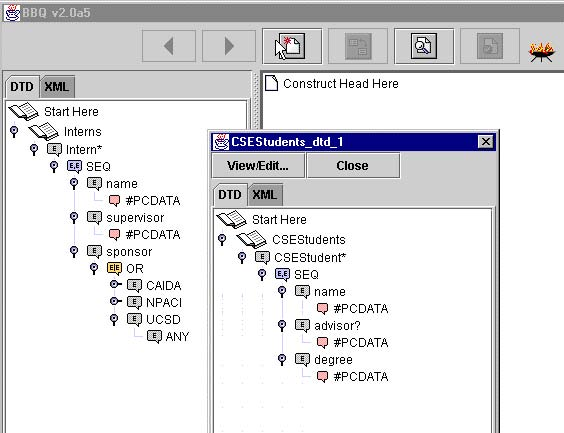 BBQ v2.0a5
DTD XML
Start Here
Interns
E Intern*
E,E SEQ
E name
#PCDATA
E supervisor
#PCDATA
E sponsor
E|E OR
E CAIDA
E NPACI
E UCSD
E ANY
Construct Head Here
CSEStudents_dtd_1
View/Edit... Close
DTD XML
Start Here
CSEStudents
E CSEStudent*
E,E SEQ
E name
#PCDATA
E advisor?
#PCDATA
E degree
#PCDATA